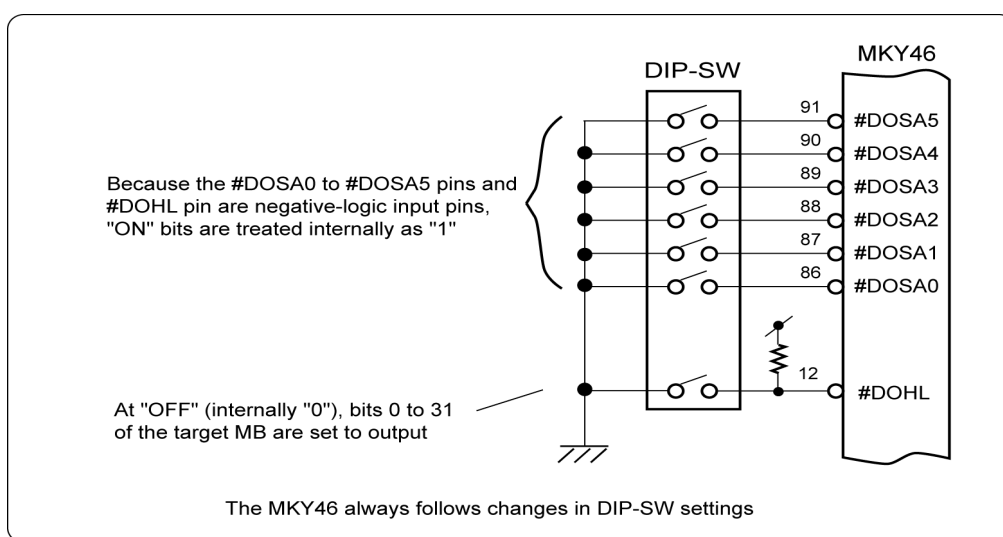 MKY46
DIP-SW
91
#DOSA5
90
#DOSA4
89
#DOSA3
88
#DOSA2
87
#DOSA1
86
#DOSA0
Because the #DOSA0 to #DOSA5 pins and
#DOHL pin are negative-logic input pins,
"ON" bits are treated internally as "1"
12
#DOHL
At "OFF" (internally "0"), bits 0 to 31
of the target MB are set to output
The MKY46 always follows changes in DIP-SW settings